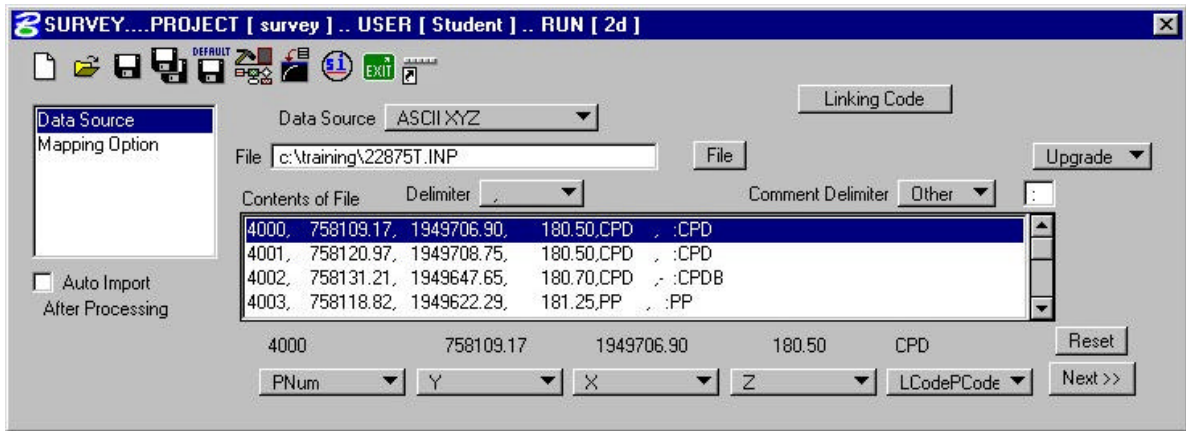 SURVEY....PROJECT [ survey ] .. USER [ Student ] .. RUN [ 2d ]
DEFAULT
si
EXIT
Linking Code
Data Source
Mapping Option
Data Source ASCII XYZ
File c:\training\22875T.INP File Upgrade
Contents of File Delimiter , Comment Delimiter Other :
4000, 758109.17, 1949706.90, 180.50,CPD , :CPD
4001, 758120.97, 1949708.75, 180.50,CPD , :CPD
4002, 758131.21, 1949647.65, 180.70,CPD ,- :CPDB
4003, 758118.82, 1949622.29, 181.25,PP , :PP
Auto Import
After Processing
4000 758109.17 1949706.90 180.50 CPD Reset
PNum Y X Z LCodePCode Next >>